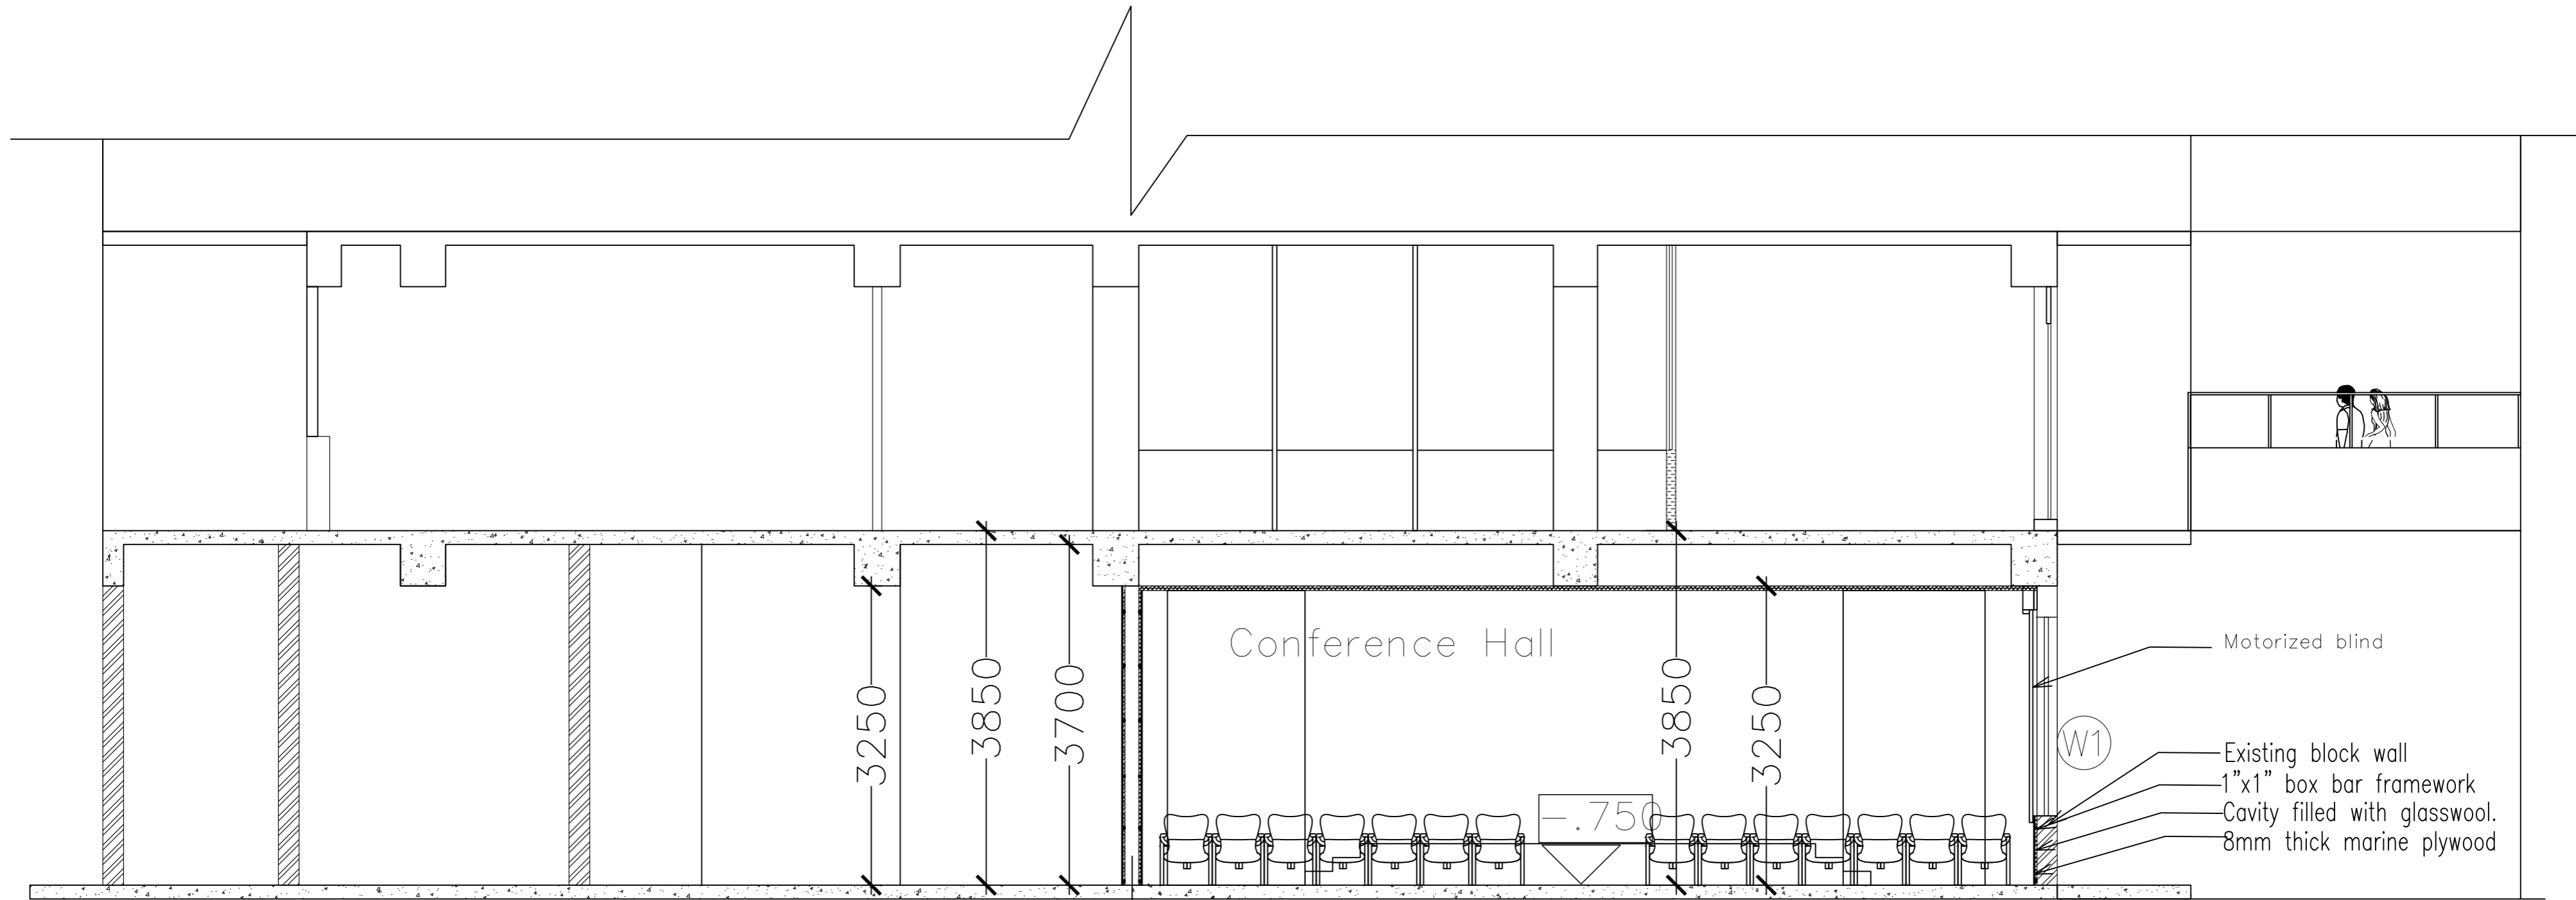 Conference Hall
Motorized blind
3250
3850
3700
3850
3250
W1
Existing block wall
1"x1" box bar framework
Cavity filled with glasswool.
8mm thick marine plywood
-.750